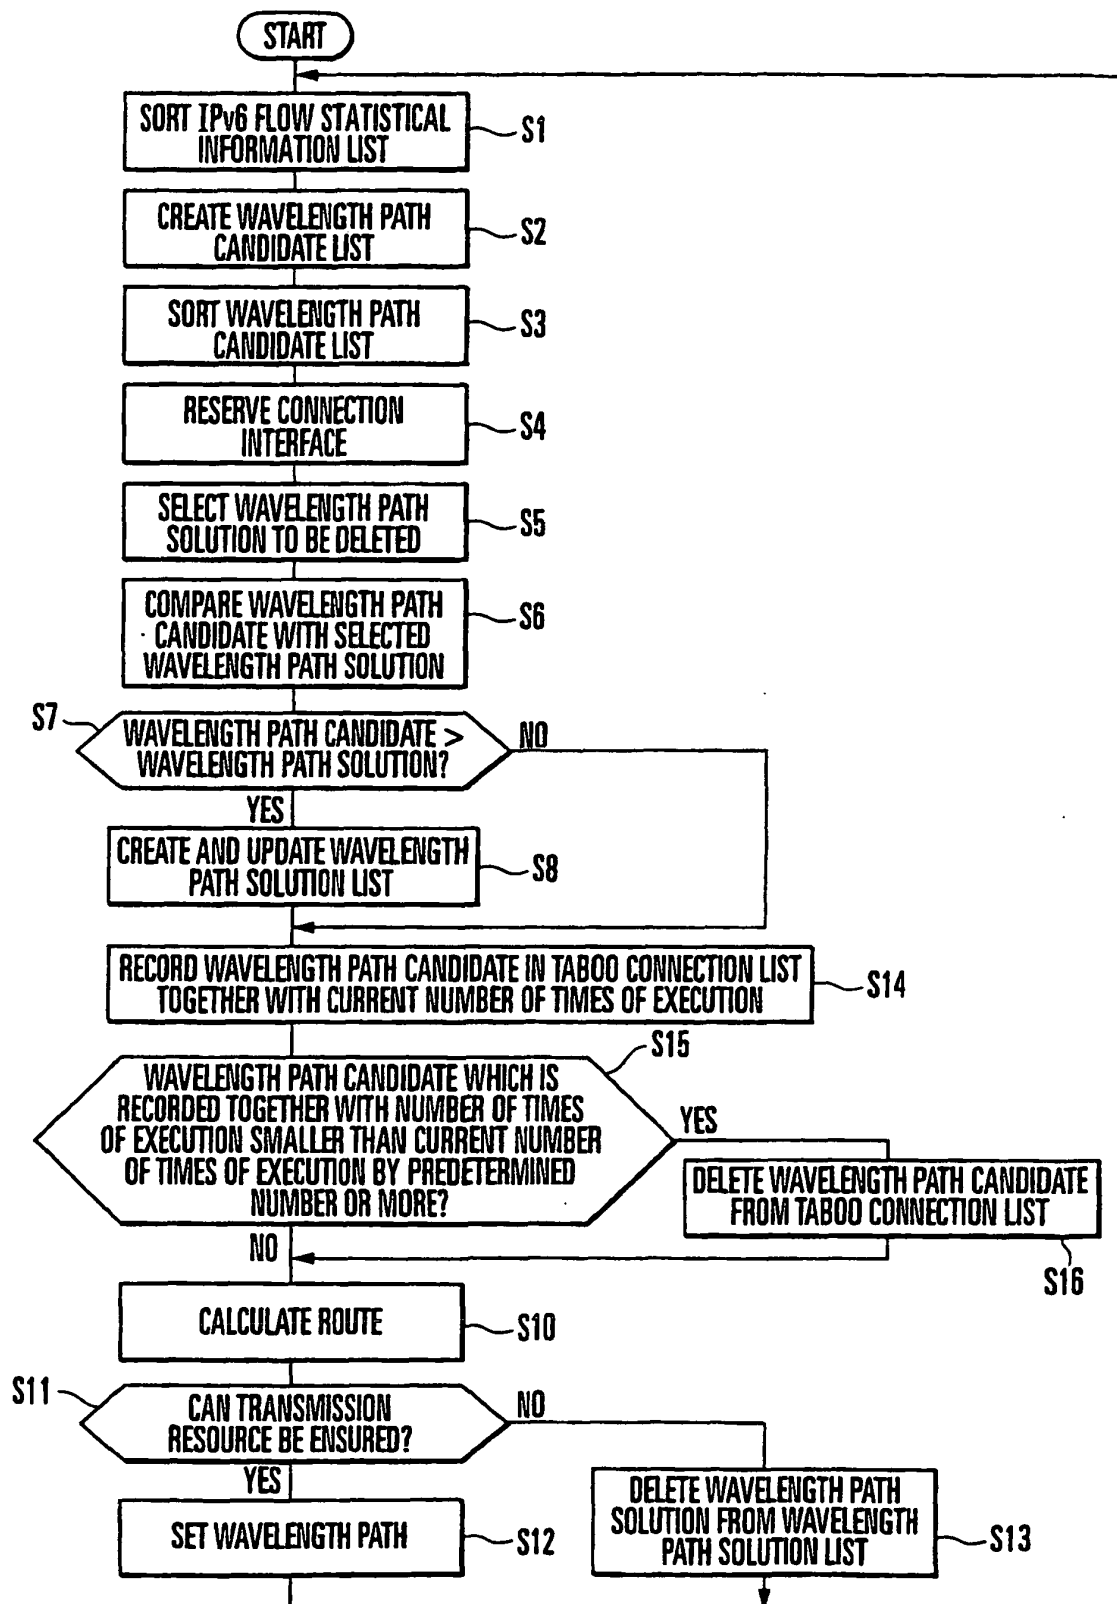 START
SORT IPv6 FLOW STATISTICAL
INFORMATION LIST
S1
CREATE WAVELENGTH PATH
CANDIDATE LIST
S2
SORT WAVELENGTH PATH
CANDIDATE LIST
S3
RESERVE CONNECTION
INTERFACE
S4
SELECT WAVELENGTH PATH
SOLUTION TO BE DELETED
S5
COMPARE WAVELENGTH PATH
CANDIDATE WITH SELECTED
WAVELENGTH PATH SOLUTION
S6
S7
WAVELENGTH PATH CANDIDATE >
WAVELENGTH PATH SOLUTION?
NO
YES
CREATE AND UPDATE WAVELENGTH
PATH SOLUTION LIST
S8
RECORD WAVELENGTH PATH CANDIDATE IN TABOO CONNECTION LIST
TOGETHER WITH CURRENT NUMBER OF TIMES OF EXECUTION
S14
S15
WAVELENGTH PATH CANDIDATE WHICH IS
RECORDED TOGETHER WITH NUMBER OF TIMES
OF EXECUTION SMALLER THAN CURRENT NUMBER
OF TIMES OF EXECUTION BY PREDETERMINED
NUMBER OR MORE?
YES
DELETE WAVELENGTH PATH CANDIDATE
FROM TABOO CONNECTION LIST
S16
NO
CALCULATE ROUTE
S10
S11
CAN TRANSMISSION
RESOURCE BE ENSURED?
NO
YES
SET WAVELENGTH PATH
S12
DELETE WAVELENGTH PATH
SOLUTION FROM WAVELENGTH
PATH SOLUTION LIST
S13